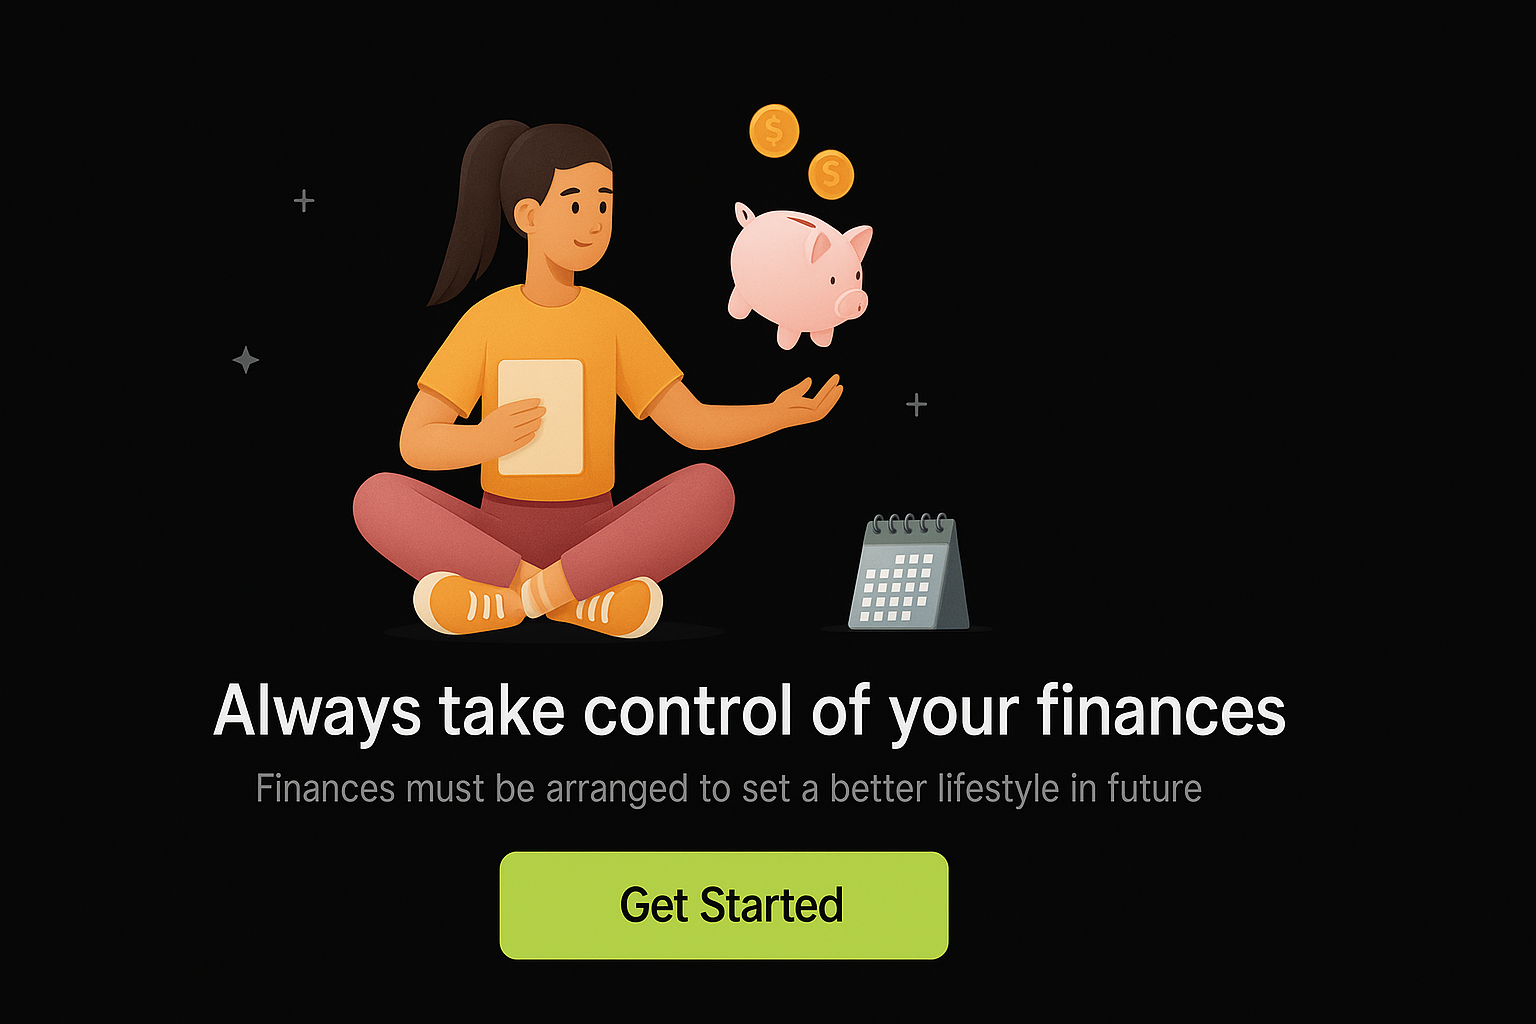 $
S
Always take control of your finances
Finances must be arranged to set a better lifestyle in future
Get Started